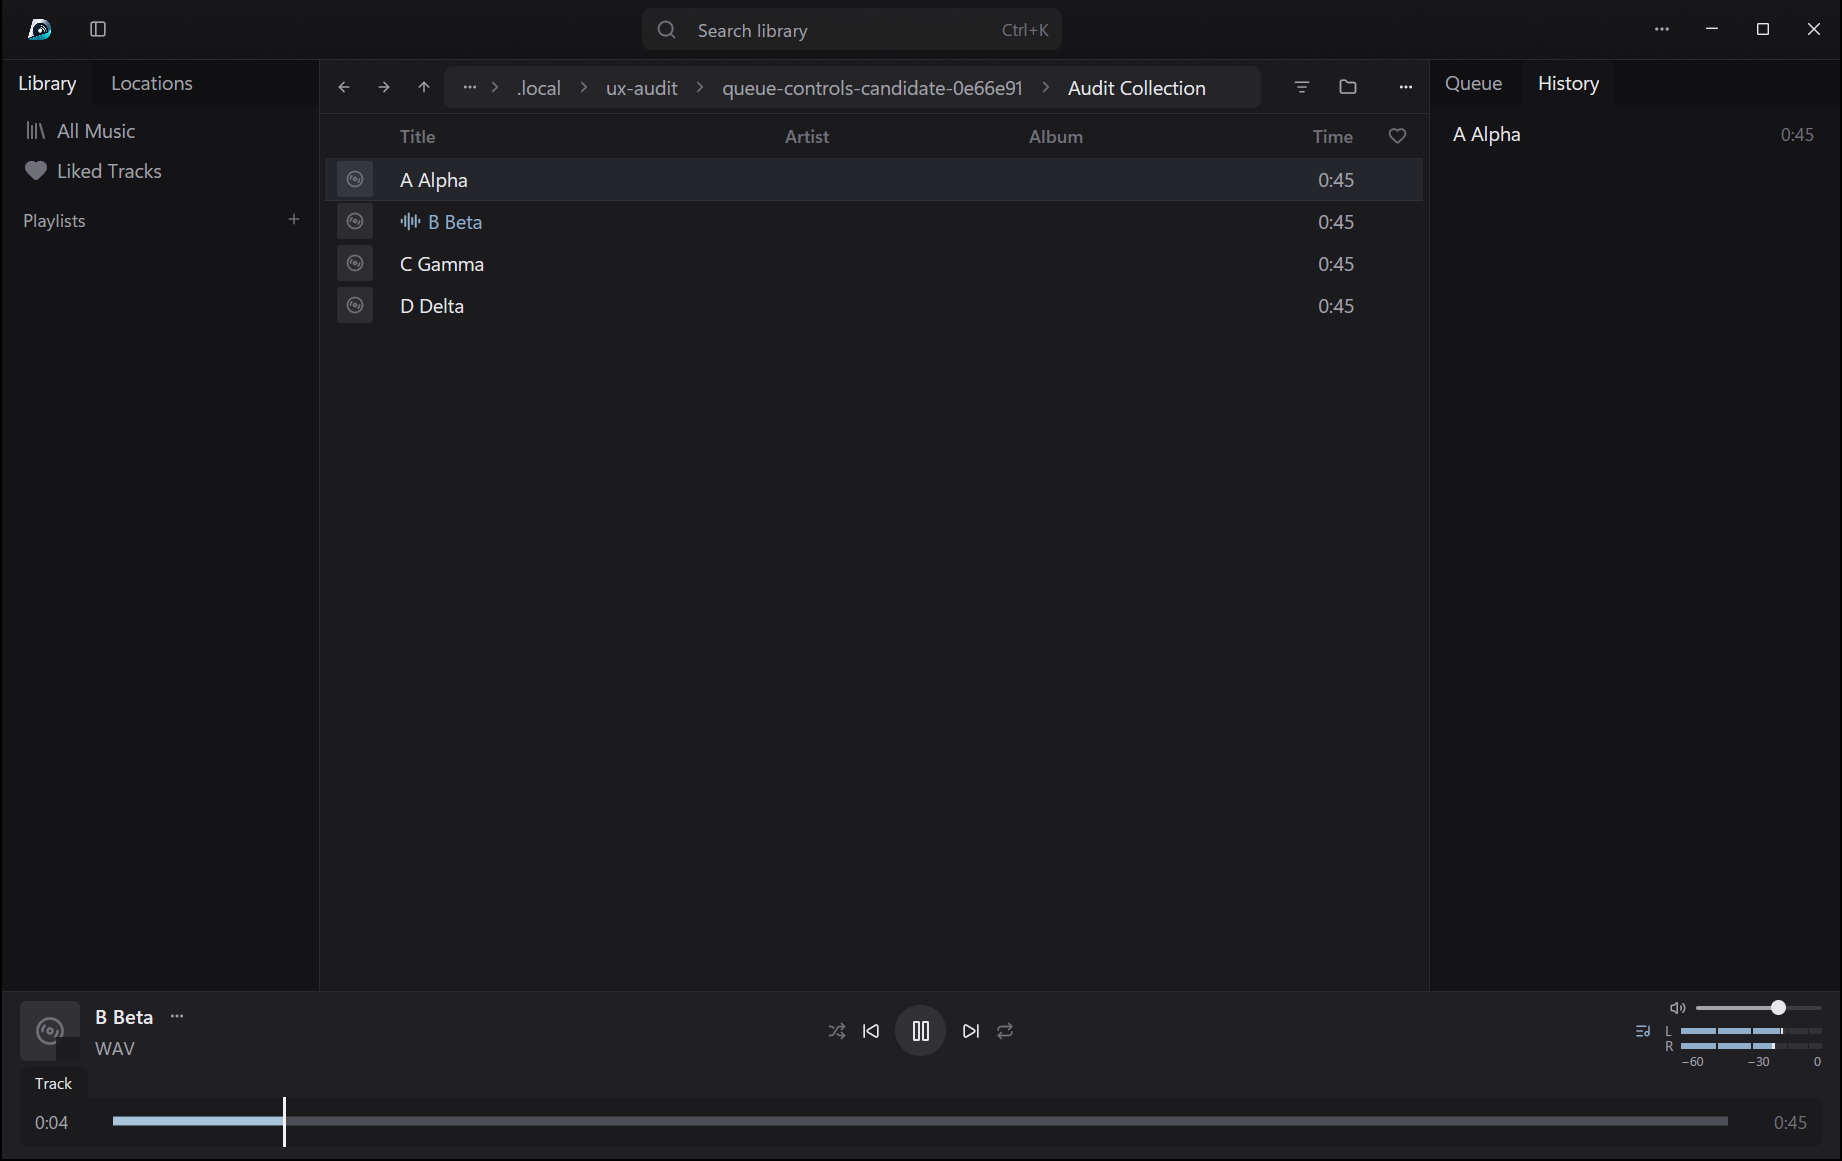 Search library Ctrl+K
Library Locations
All Music
Liked Tracks
Playlists
.local ux-audit queue-controls-candidate-0e66e91 Audit Collection
Title Artist Album Time
A Alpha 0:45
B Beta 0:45
C Gamma 0:45
D Delta 0:45
Queue History
A Alpha 0:45
B Beta
WAV
L
R
-60 -30 0
Track
0:04 0:45